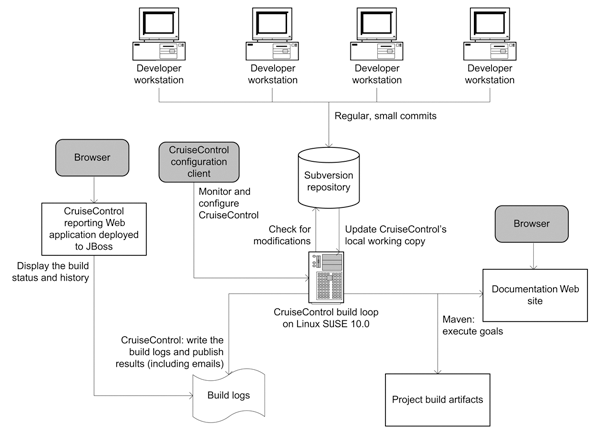 Developer
workstation
Developer
workstation
Developer
workstation
Developer
workstation
Regular, small commits
Browser
CruiseControl
configuration
client
Subversion
repository
Monitor and
configure
CruiseControl
CruiseControl
reporting Web
application deployed
to JBoss
Check for
modifications
Update CruiseControl's
local working copy
Browser
Display the build
status and history
Documentation Web
site
CruiseControl build loop
on Linux SUSE 10.0
Maven:
execute goals
CruiseControl: write the
build logs and publish
results (including emails)
Build logs
Project build artifacts